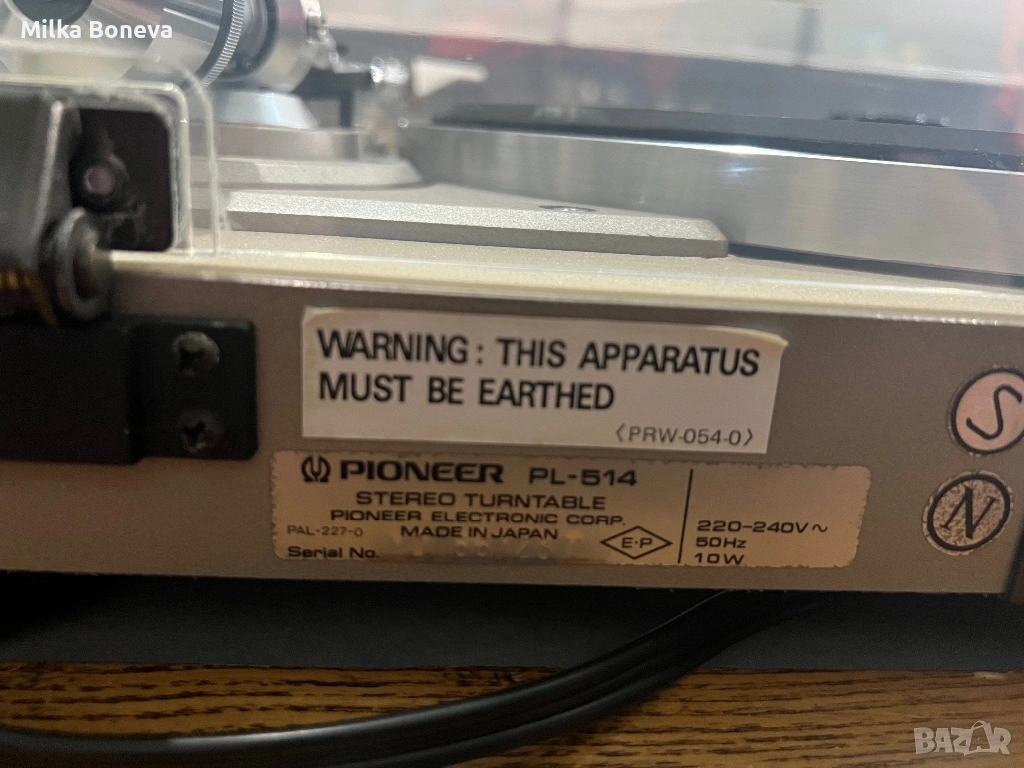 Milka Boneva
WARNING : THIS APPARATUS
MUST BE EARTHED
〈PRW-054-0〉
PIONEER PL-514
STEREO TURNTABLE
PIONEER ELECTRONIC CORP.
PAL-227-0 MADE IN JAPAN
Serial No.
E·P
220-240V~
50Hz
10W
S
N
BAZAR